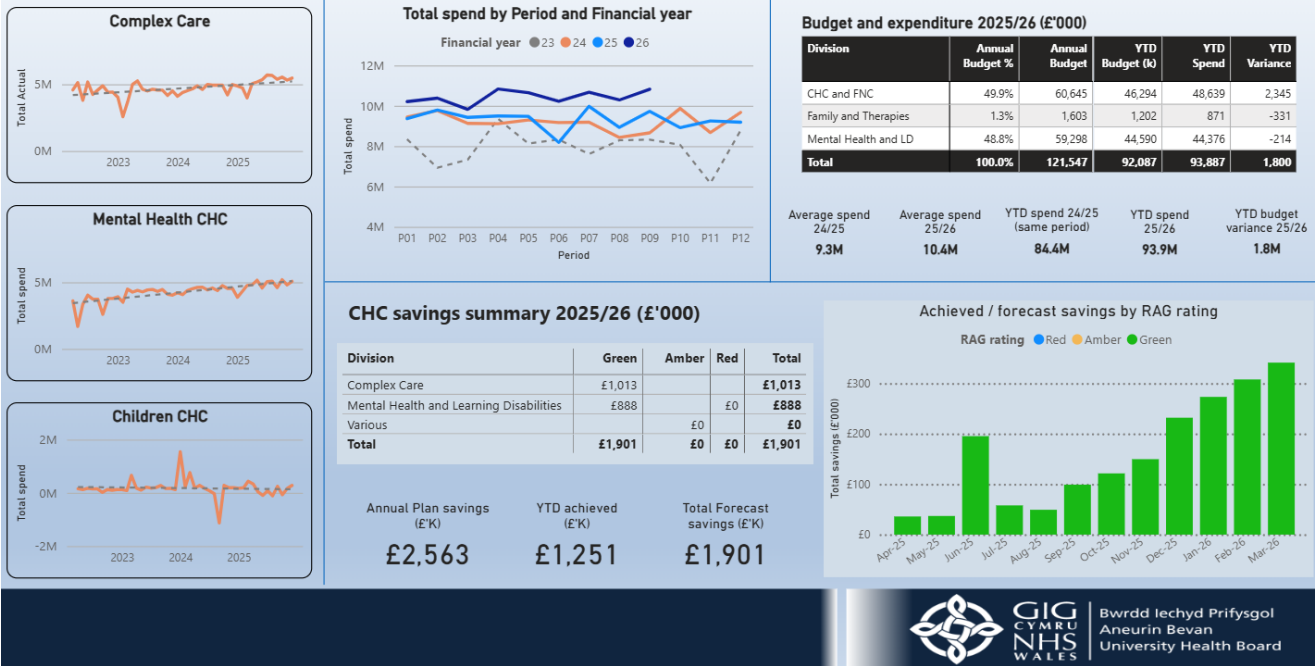 Complex Care
Total Actual
5M
0M
2023 2024 2025
Mental Health CHC
Total spend
5M
0M
2023 2024 2025
Children CHC
Total spend
2M
0M
-2M
2023 2024 2025
Total spend by Period and Financial year
Financial year 23 24 25 26
Total spend
12M
10M
8M
6M
4M
P01 P02 P03 P04 P05 P06 P07 P08 P09 P10 P11 P12
Period
Budget and expenditure 2025/26 (£'000)
Division Annual Budget % Annual Budget YTD Budget (k) YTD Spend YTD Variance
CHC and FNC 49.9% 60,645 46,294 48,639 2,345
Family and Therapies 1.3% 1,603 1,202 871 -331
Mental Health and LD 48.8% 59,298 44,590 44,376 -214
Total 100.0% 121,547 92,087 93,887 1,800
Average spend 24/25
9.3M
Average spend 25/26
10.4M
YTD spend 24/25 (same period)
84.4M
YTD spend 25/26
93.9M
YTD budget variance 25/26
1.8M
CHC savings summary 2025/26 (£'000)
Division Green Amber Red Total
Complex Care £1,013 £1,013
Mental Health and Learning Disabilities £888 £0 £888
Various £0 £0
Total £1,901 £0 £0 £1,901
Annual Plan savings (£'K)
£2,563
YTD achieved (£'K)
£1,251
Total Forecast savings (£'K)
£1,901
Achieved / forecast savings by RAG rating
RAG rating Red Amber Green
Total savings (£'000)
£300
£200
£100
£0
Apr-25 May-25 Jun-25 Jul-25 Aug-25 Sep-25 Oct-25 Nov-25 Dec-25 Jan-26 Feb-26 Mar-26
GIG
CYMRU
NHS
WALES
Bwrdd Iechyd Prifysgol
Aneurin Bevan
University Health Board